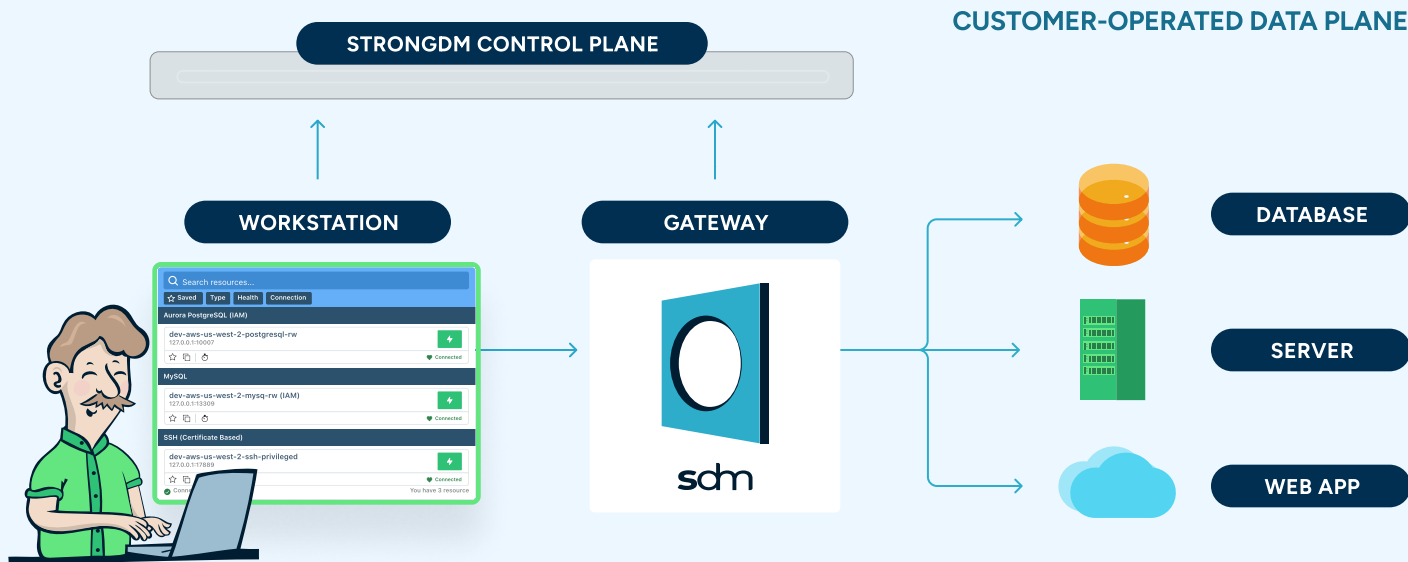 CUSTOMER-OPERATED DATA PLANE
STRONGDM CONTROL PLANE
WORKSTATION
GATEWAY
Search resources...
Saved
Type
Health
Connection
Aurora PostgreSQL (IAM)
dev-aws-us-west-2-postgresql-rw
127.0.0.1:10007
Connected
MySQL
dev-aws-us-west-2-mysq-rw (IAM)
127.0.0.1:13309
Connected
SSH (Certificate Based)
dev-aws-us-west-2-ssh-privileged
127.0.0.1:17889
Connected
You have 3 resource
sdm
DATABASE
SERVER
WEB APP